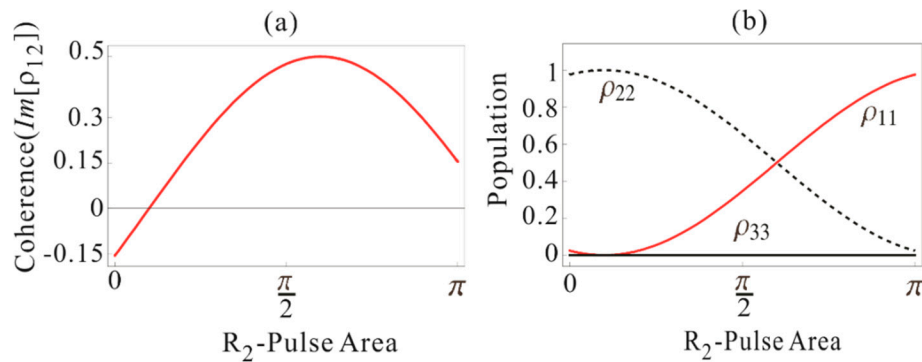 (a)
Coherence(Im[ρ12])
0.5
0.3
0.15
0
-0.15
0
π/2
π
R2-Pulse Area
(b)
Population
1
0.8
0.6
0.4
0.2
0
ρ22
ρ11
ρ33
0
π/2
π
R2-Pulse Area